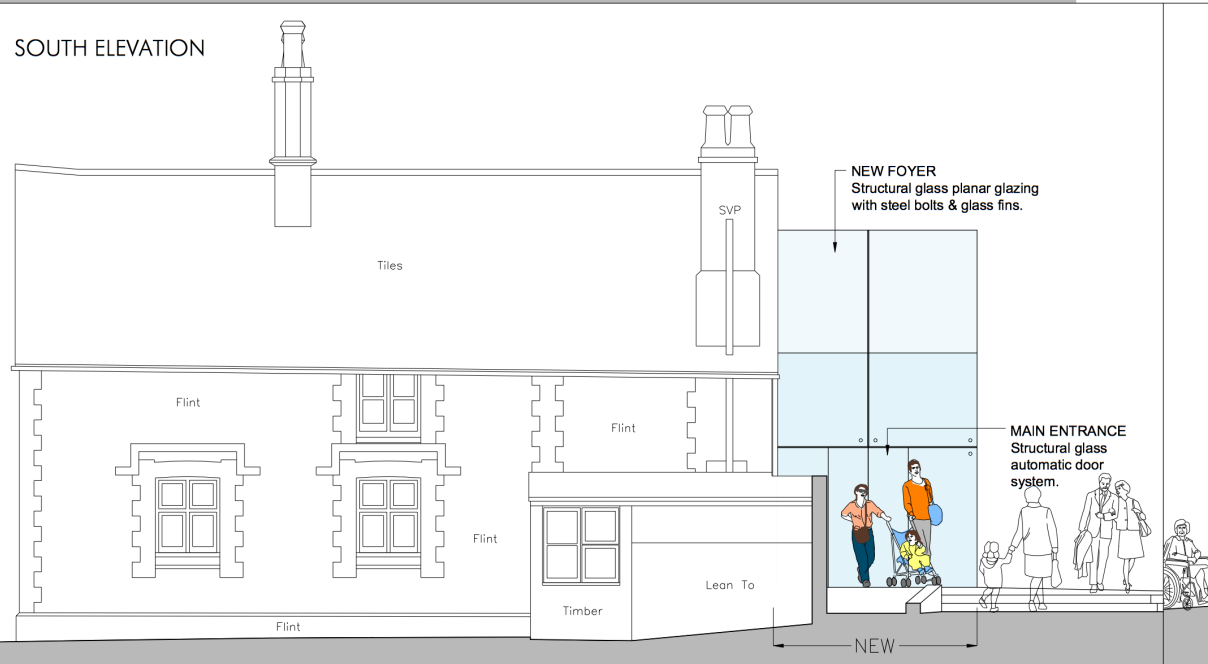 SOUTH ELEVATION
NEW FOYER
Structural glass planar glazing
with steel bolts & glass fins.
SVP
Tiles
Flint
Flint
MAIN ENTRANCE
Structural glass
automatic door
system.
Flint
Lean To
Timber
Flint
NEW